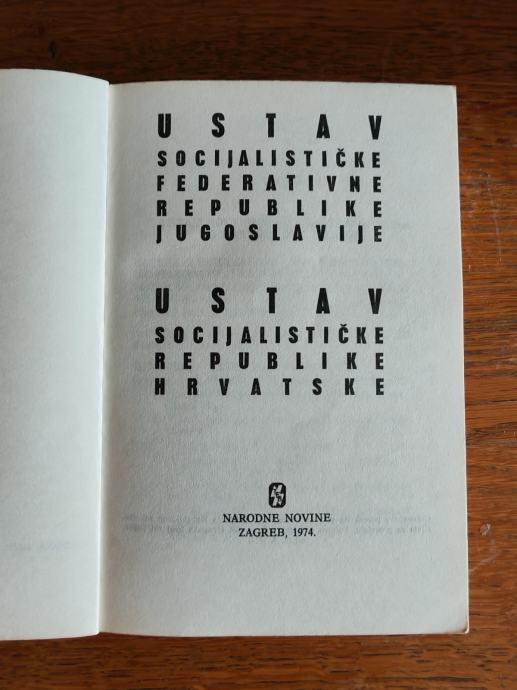 USTAV
SOCIJALISTIČKE
FEDERATIVNE
REPUBLIKE
JUGOSLAVIJE
USTAV
SOCIJALISTIČKE
REPUBLIKE
HRVATSKE
NARODNE NOVINE
ZAGREB, 1974.